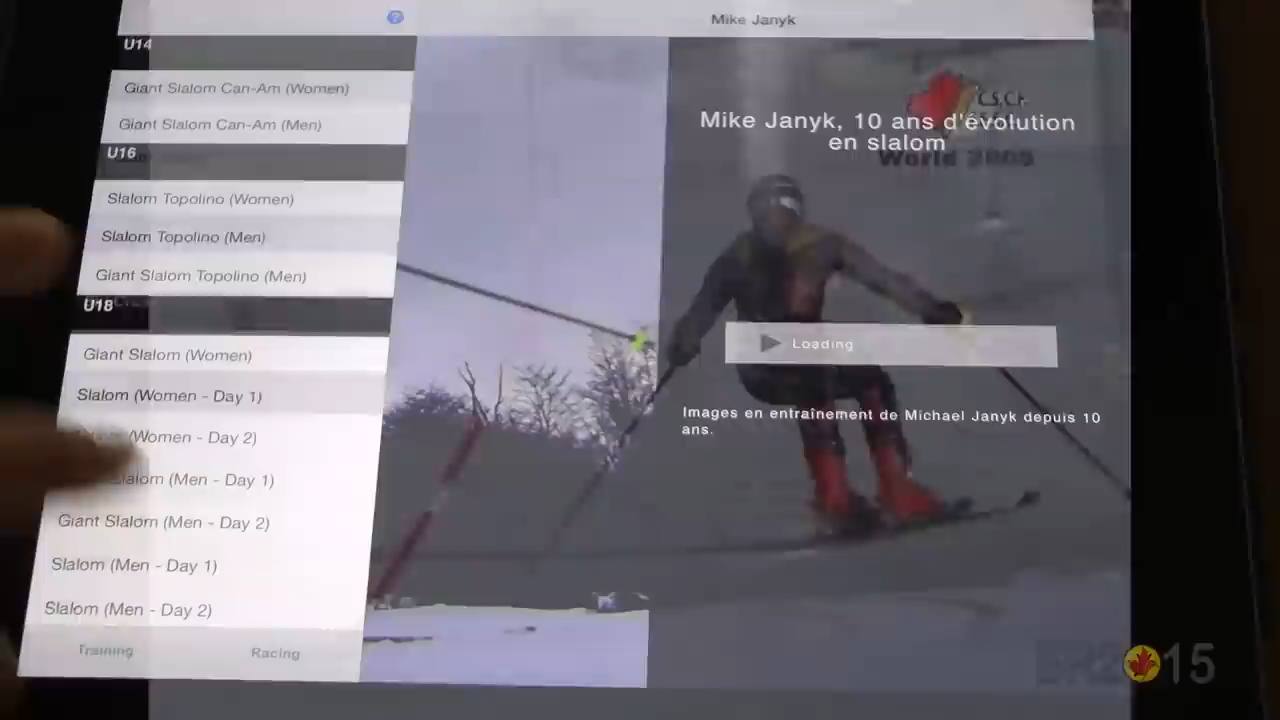 Mike Janyk
U14
Giant Slalom Can-Am (Women)
Giant Slalom Can-Am (Men)
U16
Slalom Topolino (Women)
Slalom Topolino (Men)
Giant Slalom Topolino (Men)
U18
Giant Slalom (Women)
Slalom (Women - Day 1)
(Women - Day 2)
Slalom (Men - Day 1)
Giant Slalom (Men - Day 2)
Slalom (Men - Day 1)
Slalom (Men - Day 2)
Training
Racing
C.S.C.F.
Mike Janyk, 10 ans d'évolution
en slalom
World 2005
Loading
Images en entraînement de Michael Janyk depuis 10
ans.
15